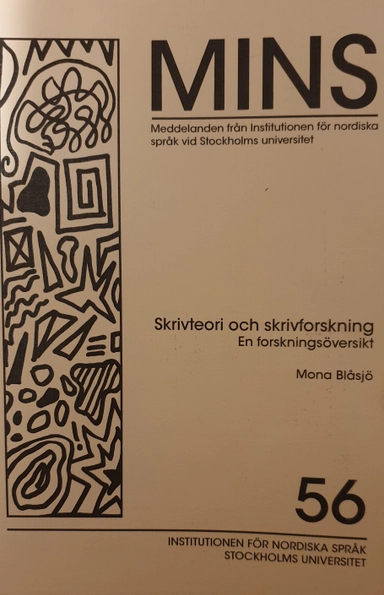 MINS
Meddelanden från Institutionen för nordiska
språk vid Stockholms universitet
Skrivteori och skrivforskning
En forskningsöversikt
Mona Blåsjö
56
INSTITUTIONEN FÖR NORDISKA SPRÅK
STOCKHOLMS UNIVERSITET